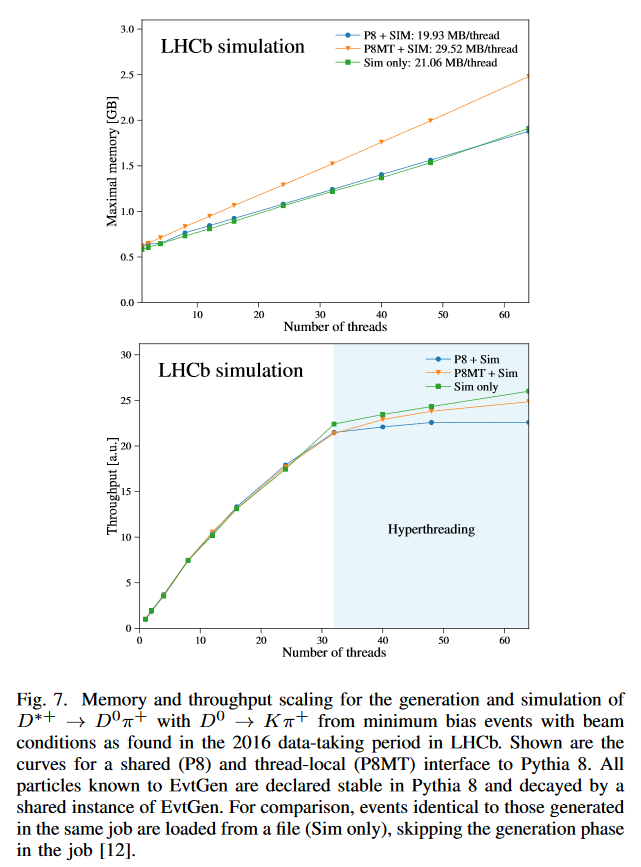 LHCb simulation
P8 + SIM: 19.93 MB/thread
P8MT + SIM: 29.52 MB/thread
Sim only: 21.06 MB/thread
Maximal memory [GB]
3.0
2.5
2.0
1.5
1.0
0.5
0.0
10 20 30 40 50 60
Number of threads
LHCb simulation
P8 + Sim
P8MT + Sim
Sim only
Hyperthreading
Throughput [a.u.]
30
25
20
15
10
5
0
0 10 20 30 40 50 60
Number of threads
Fig. 7. Memory and throughput scaling for the generation and simulation of
D*+ → D⁰π⁺ with D⁰ → Kπ⁺ from minimum bias events with beam
conditions as found in the 2016 data-taking period in LHCb. Shown are the
curves for a shared (P8) and thread-local (P8MT) interface to Pythia 8. All
particles known to EvtGen are declared stable in Pythia 8 and decayed by a
shared instance of EvtGen. For comparison, events identical to those generated
in the same job are loaded from a file (Sim only), skipping the generation phase
in the job [12].